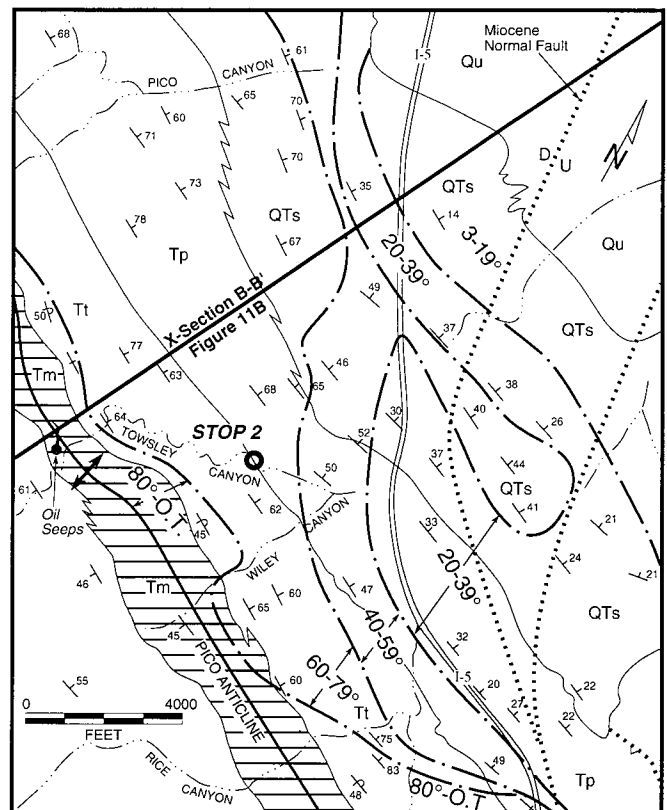 Miocene
Normal Fault
68
61
I-5
Qu
PICO CANYON
65
60
70
71
D
U
N
70
35
QTs
73
QTs
14
3-19°
78
67
20-39°
Qu
Tp
X-Section B-B'
Figure 11B
49
50
Tt
37
QTs
77
46
Tm
63
68
65
38
30
40
26
64
STOP 2
52
TOWSLEY
CANYON
37
44
80°-O.T.
50
QTs
61
Oil
Seeps
62
CANYON
41
45
33
21
20-39°
WILEY
24
46
Tm
60
47
21
65
QTs
40-59°
45
32
PICO ANTICLINE
60-79°
I-5
55
60
20
22
0
4000
FEET
Tt
27
22
75
RICE
CANYON
83
49
Tp
48
80°-O.T.